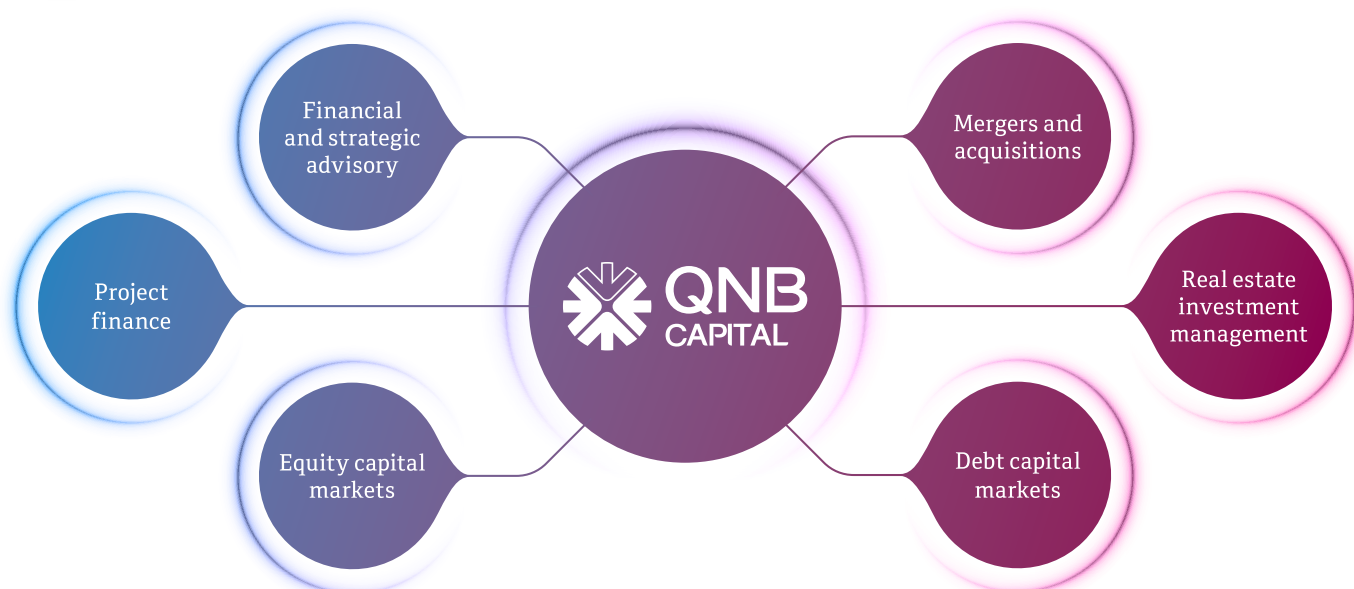 Financial
and strategic
advisory
Mergers and
acquisitions
Project
finance
QNB
CAPITAL
Real estate
investment
management
Equity capital
markets
Debt capital
markets